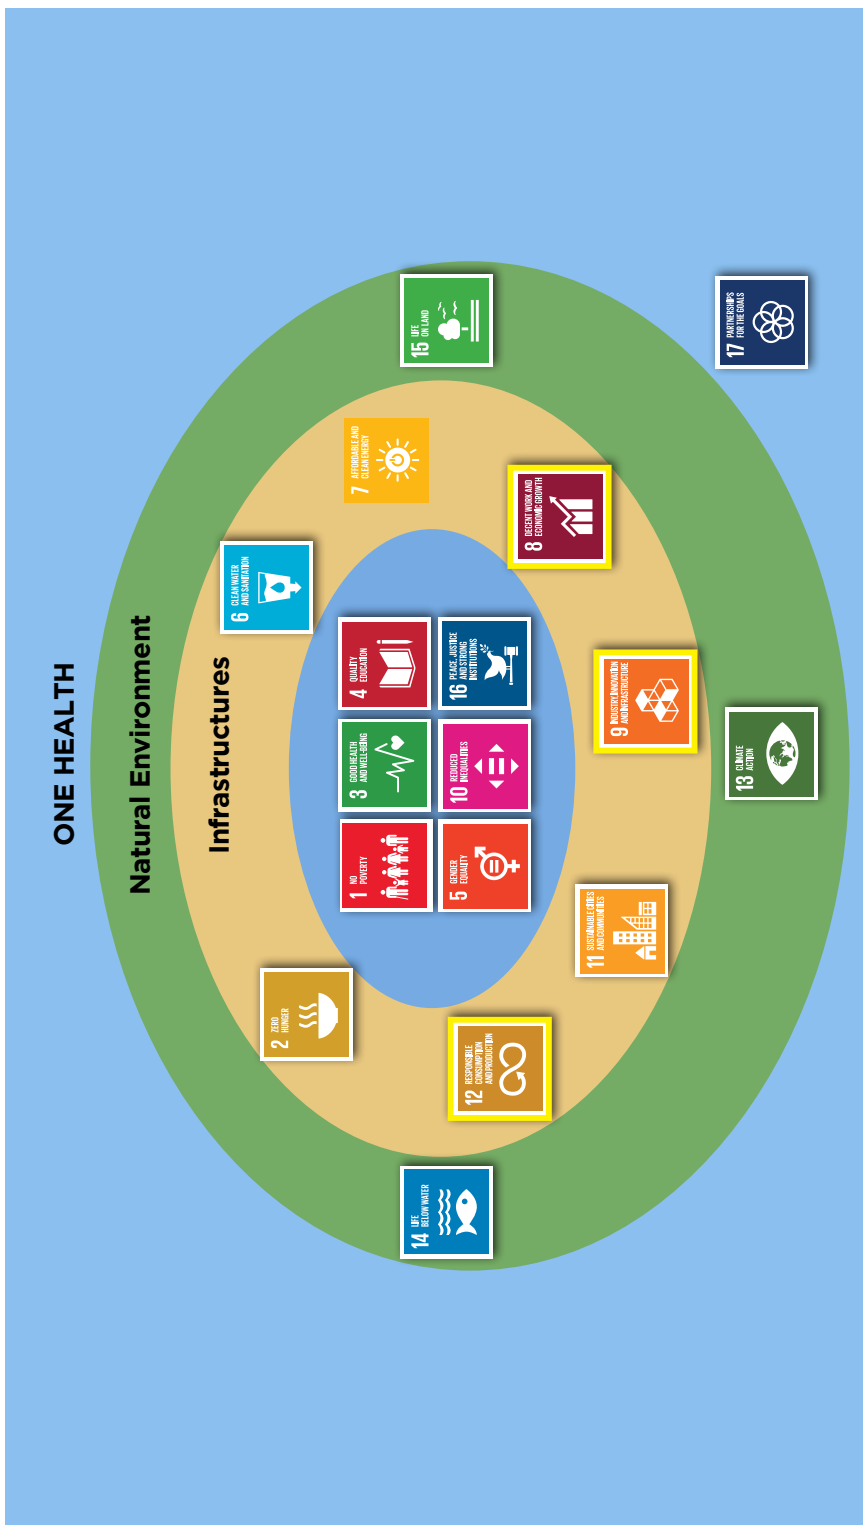 ONE HEALTH
Natural Environment
Infrastructures
6 CLEAN WATER
AND SANITATION
2 ZERO
HUNGER
7 AFFORDABLE AND
CLEAN ENERGY
1 NO
POVERTY
3 GOOD HEALTH
AND WELL-BEING
4 QUALITY
EDUCATION
14 LIFE
BELOW WATER
15 LIFE
ON LAND
5 GENDER
EQUALITY
10 REDUCED
INEQUALITIES
16 PEACE, JUSTICE
AND STRONG
INSTITUTIONS
12 RESPONSIBLE
CONSUMPTION
AND PRODUCTION
8 DECENT WORK AND
ECONOMIC GROWTH
11 SUSTAINABLE CITIES
AND COMMUNITIES
9 INDUSTRY, INNOVATION
AND INFRASTRUCTURE
13 CLIMATE
ACTION
17 PARTNERSHIPS
FOR THE GOALS